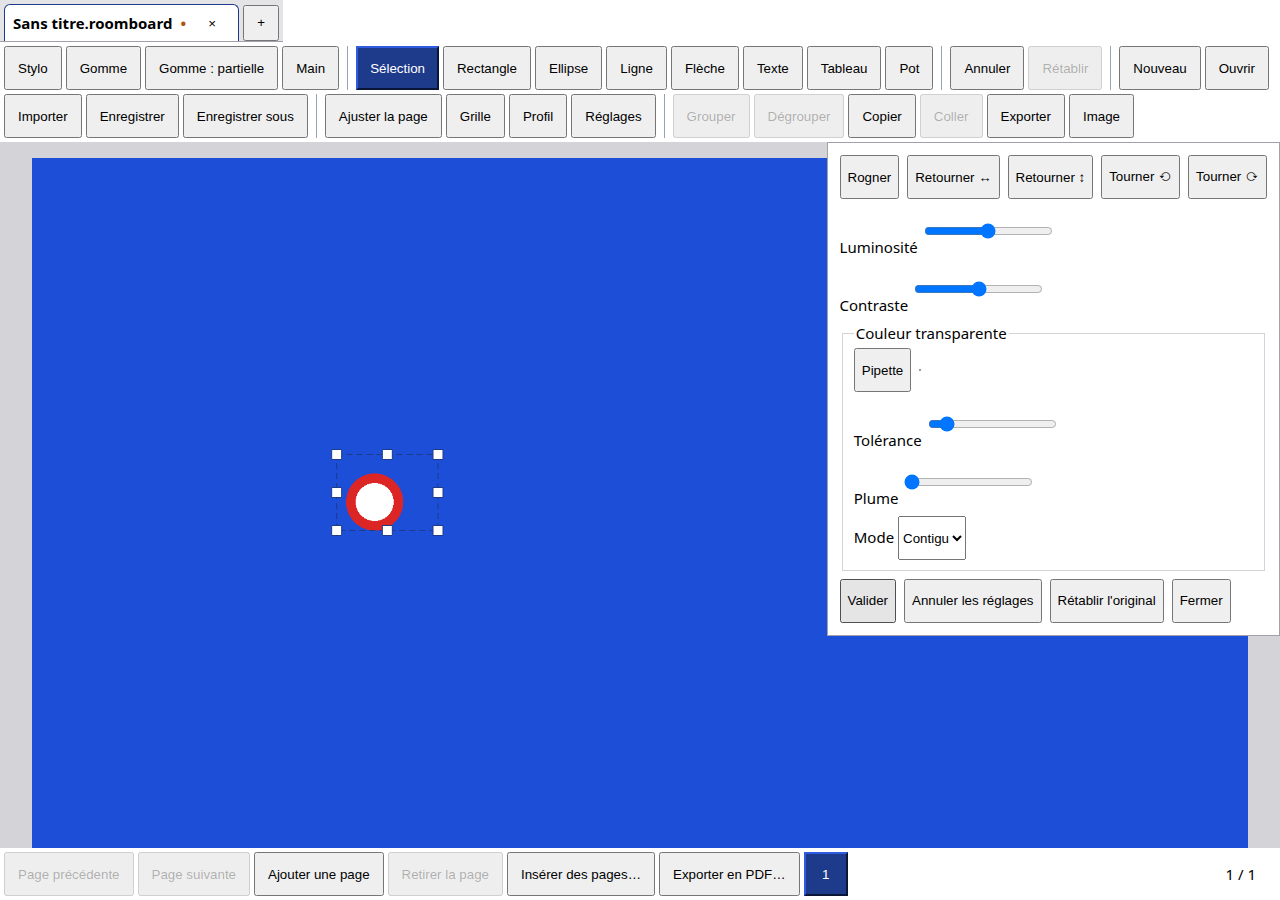 Sans titre.roomboard • × +
Stylo Gomme Gomme : partielle Main Sélection Rectangle Ellipse Ligne Flèche Texte Tableau Pot Annuler Rétablir Nouveau Ouvrir
Importer Enregistrer Enregistrer sous Ajuster la page Grille Profil Réglages Grouper Dégrouper Copier Coller Exporter Image
Rogner Retourner ↔ Retourner ↕ Tourner ⟲ Tourner ⟳
Luminosité
Contraste
Couleur transparente
Pipette
Tolérance
Plume
Mode Contigu
Valider Annuler les réglages Rétablir l'original Fermer
Page précédente Page suivante Ajouter une page Retirer la page Insérer des pages… Exporter en PDF… 1 1 / 1